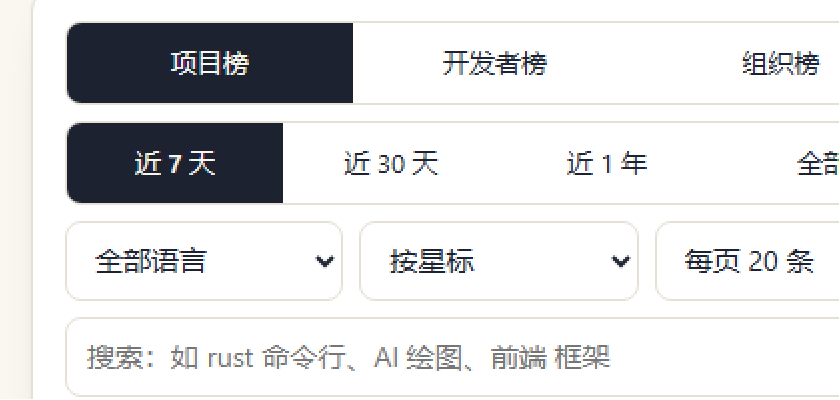 项目榜 开发者榜 组织榜
近 7 天 近 30 天 近 1 年 全部
全部语言 按星标 每页 20 条
搜索：如 rust 命令行、AI 绘图、前端 框架